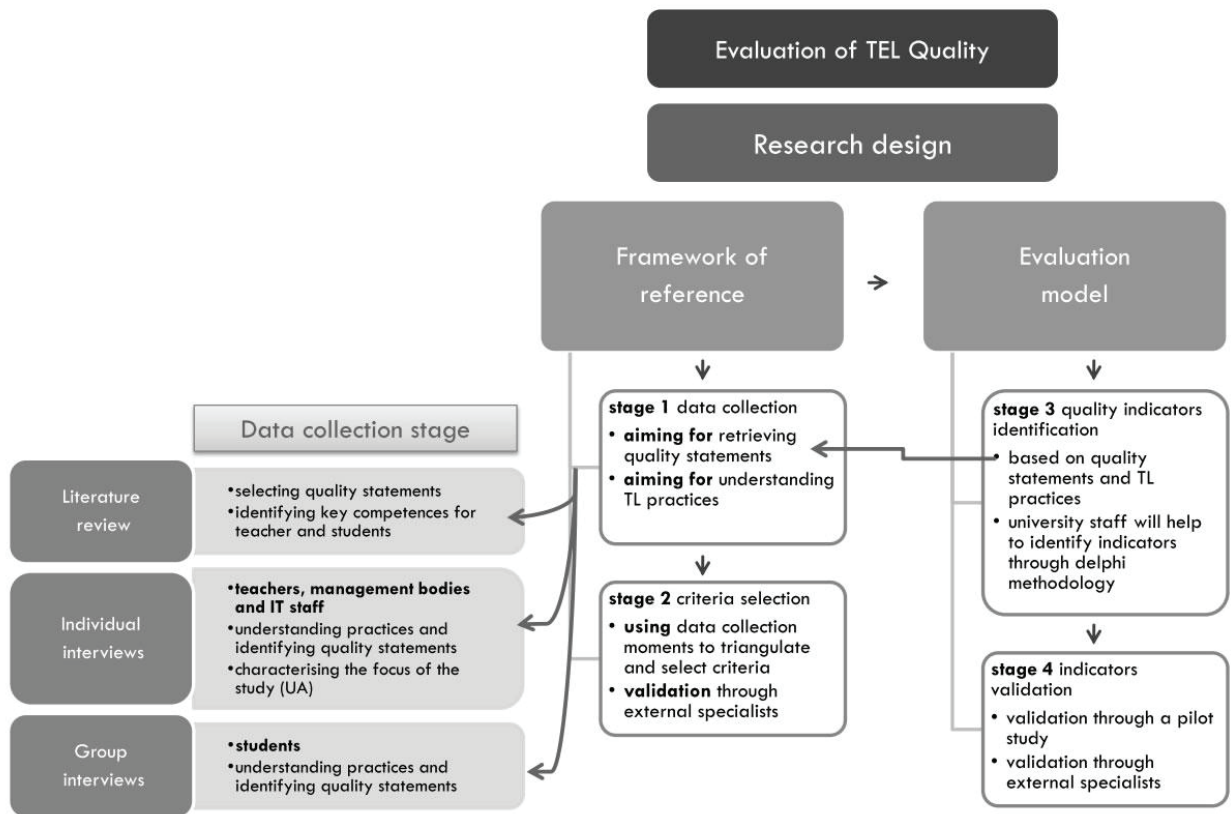 Evaluation of TEL Quality
Research design
Framework of
reference
Evaluation
model
stage 1 data collection
• aiming for retrieving
quality statements
• aiming for understanding
TL practices
stage 2 criteria selection
• using data collection
moments to triangulate
and select criteria
• validation through
external specialists
stage 3 quality indicators
identification
• based on quality
statements and TL
practices
• university staff will help
to identify indicators
through delphi
methodology
stage 4 indicators
validation
• validation through a pilot
study
• validation through
external specialists
Data collection stage
Literature
review
•selecting quality statements
•identifying key competences for
teacher and students
Individual
interviews
•teachers, management bodies
and IT staff
•understanding practices and
identifying quality statements
•characterising the focus of the
study (UA)
Group
interviews
•students
•understanding practices and
identifying quality statements